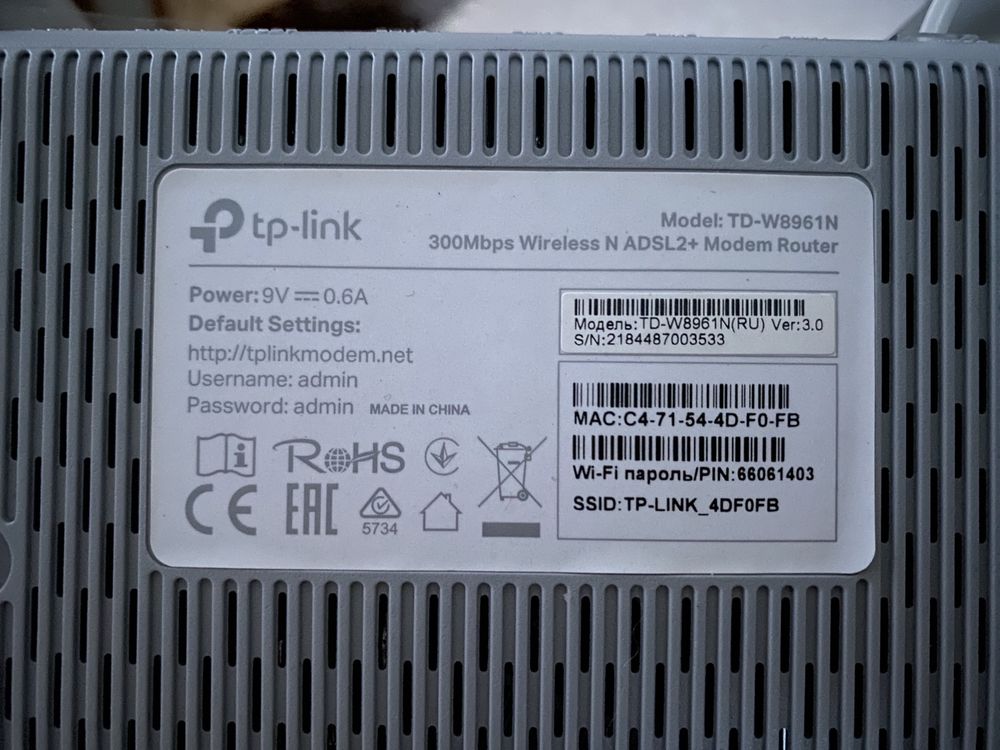 tp-link
Model: TD-W8961N
300Mbps Wireless N ADSL2+ Modem Router
Power: 9V 0.6A
Default Settings:
http://tplinkmodem.net
Username: admin
Password: admin MADE IN CHINA
Модель:TD-W8961N(RU) Ver:3.0
S/N:2184487003533
MAC:C4-71-54-4D-F0-FB
Wi-Fi пароль/PIN:66061403
SSID:TP-LINK_4DF0FB
i RoHS
CE EAC 5734